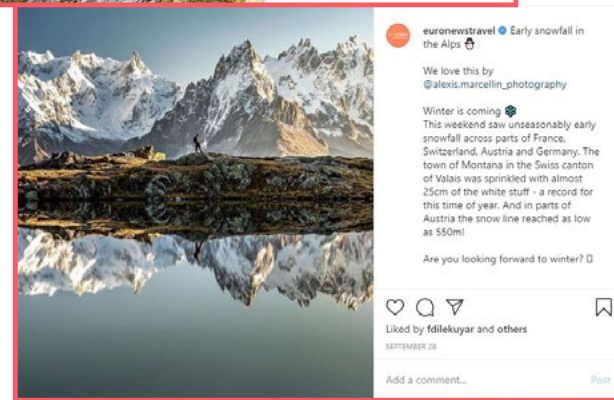 euronewstravel Early snowfall in
the Alps ⛄
We love this by
@alexis.marcellin_photography
Winter is coming ❄
This weekend saw unseasonably early
snowfall across parts of France,
Switzerland, Austria and Germany. The
town of Montana in the Swiss canton
of Valais was sprinkled with almost
25cm of the white stuff - a record for
this time of year. And in parts of
Austria the snow line reached as low
as 550m!
Are you looking forward to winter? 
Liked by fdilekuyar and others
SEPTEMBER 28
Add a comment...
Post